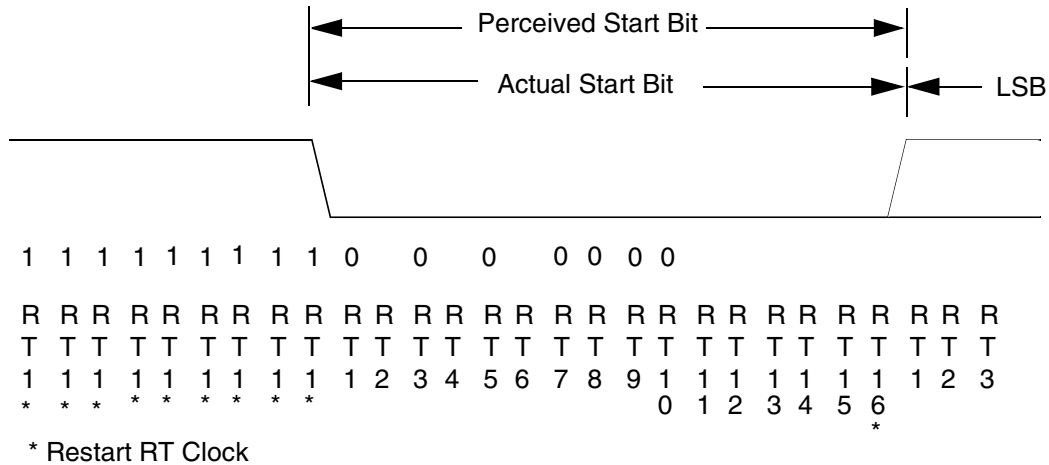 Perceived Start Bit
Actual Start Bit
LSB
1 1 1 1 1 1 1 1 1 0 0 0 0 0 0 0
R R R R R R R R R R R R R R R R R R R R R R R R R R R R
T T T T T T T T T T T T T T T T T T T T T T T T T T T T
1 1 1 1 1 1 1 1 1 1 2 3 4 5 6 7 8 9 1 1 1 1 1 1 1 1 2 3
* * * * * * * * * 0 1 2 3 4 5 6
*
* Restart RT Clock